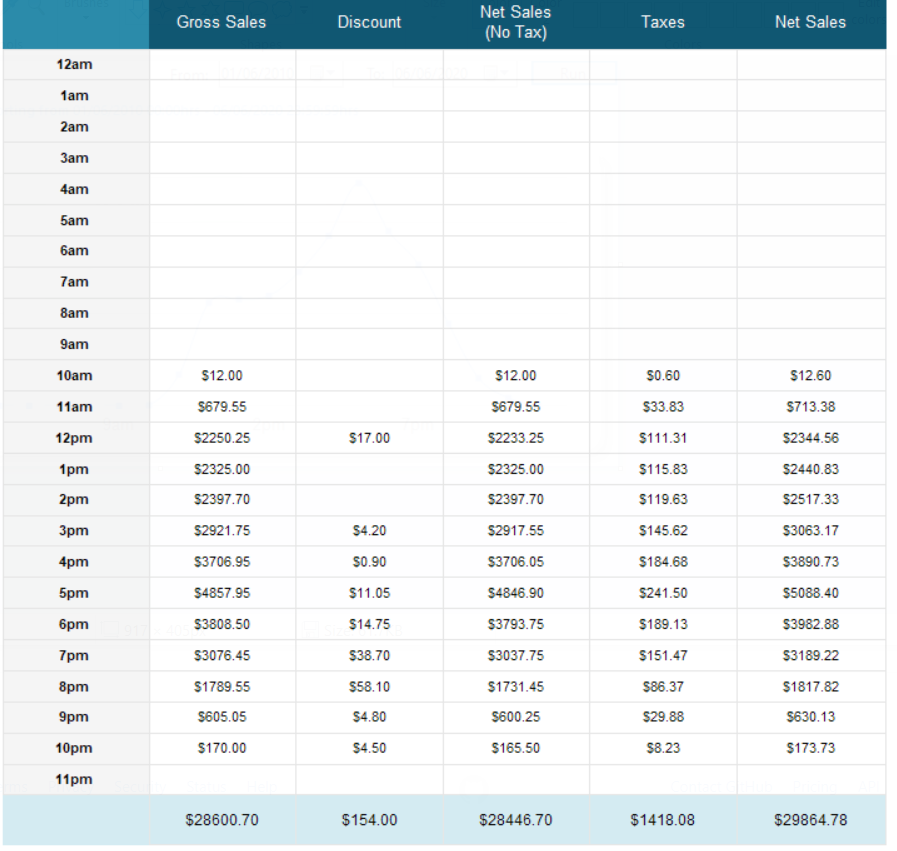 Gross Sales Discount Net Sales (No Tax) Taxes Net Sales
12am
1am
2am
3am
4am
5am
6am
7am
8am
9am
10am $12.00 $12.00 $0.60 $12.60
11am $679.55 $679.55 $33.83 $713.38
12pm $2250.25 $17.00 $2233.25 $111.31 $2344.56
1pm $2325.00 $2325.00 $115.83 $2440.83
2pm $2397.70 $2397.70 $119.63 $2517.33
3pm $2921.75 $4.20 $2917.55 $145.62 $3063.17
4pm $3706.95 $0.90 $3706.05 $184.68 $3890.73
5pm $4857.95 $11.05 $4846.90 $241.50 $5088.40
6pm $3808.50 $14.75 $3793.75 $189.13 $3982.88
7pm $3076.45 $38.70 $3037.75 $151.47 $3189.22
8pm $1789.55 $58.10 $1731.45 $86.37 $1817.82
9pm $605.05 $4.80 $600.25 $29.88 $630.13
10pm $170.00 $4.50 $165.50 $8.23 $173.73
11pm
$28600.70 $154.00 $28446.70 $1418.08 $29864.78